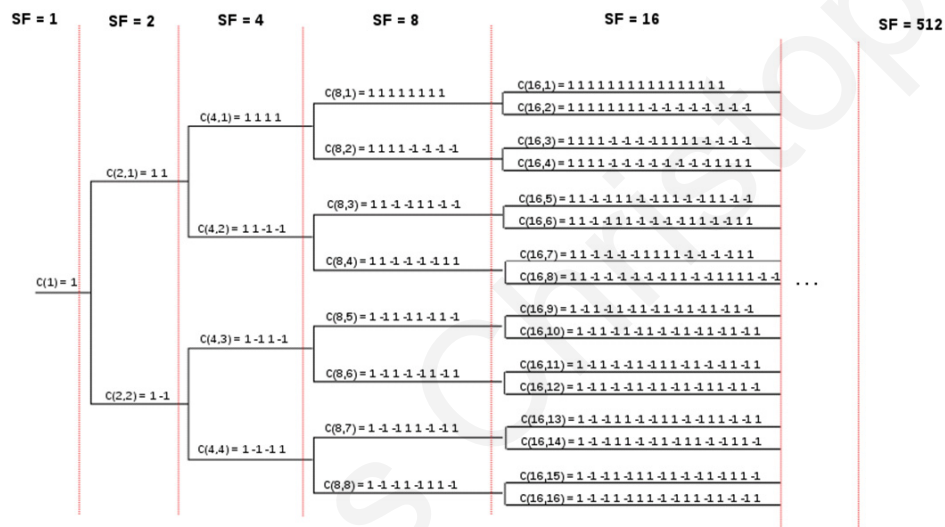 SF = 1
SF = 2
SF = 4
SF = 8
SF = 16
SF = 512
C(1) = 1
C(2,1) = 1 1
C(2,2) = 1 -1
C(4,1) = 1 1 1 1
C(4,2) = 1 1 -1 -1
C(4,3) = 1 -1 1 -1
C(4,4) = 1 -1 -1 1
C(8,1) = 1 1 1 1 1 1 1 1
C(8,2) = 1 1 1 1 -1 -1 -1 -1
C(8,3) = 1 1 -1 -1 1 1 -1 -1
C(8,4) = 1 1 -1 -1 -1 -1 1 1
C(8,5) = 1 -1 1 -1 1 -1 1 -1
C(8,6) = 1 -1 1 -1 -1 1 -1 1
C(8,7) = 1 -1 -1 1 1 -1 -1 1
C(8,8) = 1 -1 -1 1 -1 1 1 -1
C(16,1) = 1 1 1 1 1 1 1 1 1 1 1 1 1 1 1 1
C(16,2) = 1 1 1 1 1 1 1 1 -1 -1 -1 -1 -1 -1 -1 -1
C(16,3) = 1 1 1 1 -1 -1 -1 -1 1 1 1 1 -1 -1 -1 -1
C(16,4) = 1 1 1 1 -1 -1 -1 -1 -1 -1 -1 -1 1 1 1 1
C(16,5) = 1 1 -1 -1 1 1 -1 -1 1 1 -1 -1 1 1 -1 -1
C(16,6) = 1 1 -1 -1 1 1 -1 -1 -1 -1 1 1 -1 -1 1 1
C(16,7) = 1 1 -1 -1 -1 -1 1 1 1 1 -1 -1 -1 -1 1 1
C(16,8) = 1 1 -1 -1 -1 -1 -1 -1 1 1 -1 -1 1 1 1 1 -1 -1
C(16,9) = 1 -1 1 -1 1 -1 1 -1 1 -1 1 -1 1 -1 1 -1
C(16,10) = 1 -1 1 -1 1 -1 1 -1 -1 1 -1 1 -1 1 -1 1
C(16,11) = 1 -1 1 -1 -1 1 -1 1 1 -1 1 -1 -1 1 -1 1
C(16,12) = 1 -1 1 -1 -1 1 -1 1 -1 1 -1 1 1 -1 1 -1
C(16,13) = 1 -1 -1 1 1 -1 -1 1 1 -1 -1 1 1 -1 -1 1
C(16,14) = 1 -1 -1 1 1 -1 -1 1 -1 1 1 -1 -1 1 1 -1
C(16,15) = 1 -1 -1 1 -1 1 1 -1 1 -1 -1 1 -1 1 1 -1
C(16,16) = 1 -1 -1 1 -1 1 1 -1 -1 1 1 -1 1 -1 -1 1
. . .
s Christop